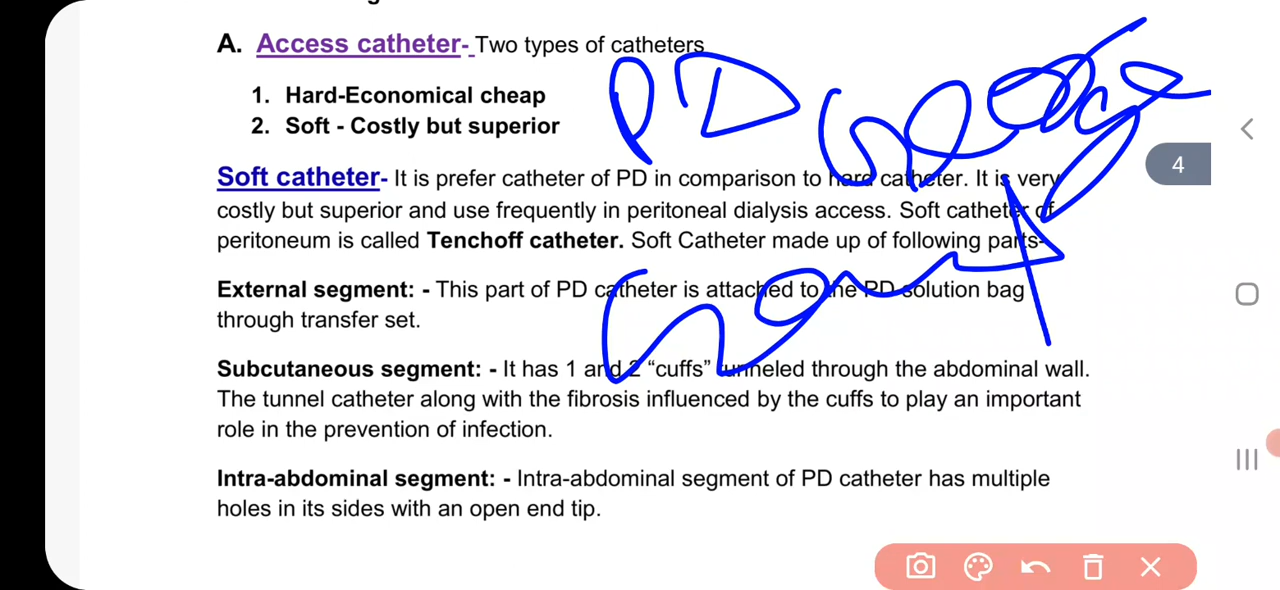 A. Access catheter- Two types of catheters
1. Hard-Economical cheap
2. Soft - Costly but superior
PD
4
Soft catheter- It is prefer catheter of PD in comparison to hard catheter. It is very
costly but superior and use frequently in peritoneal dialysis access. Soft catheter of
peritoneum is called Tenchoff catheter. Soft Catheter made up of following parts-
External segment: - This part of PD catheter is attached to the PD solution bag
through transfer set.
Subcutaneous segment: - It has 1 and 2 “cuffs” tunneled through the abdominal wall.
The tunnel catheter along with the fibrosis influenced by the cuffs to play an important
role in the prevention of infection.
Intra-abdominal segment: - Intra-abdominal segment of PD catheter has multiple
holes in its sides with an open end tip.